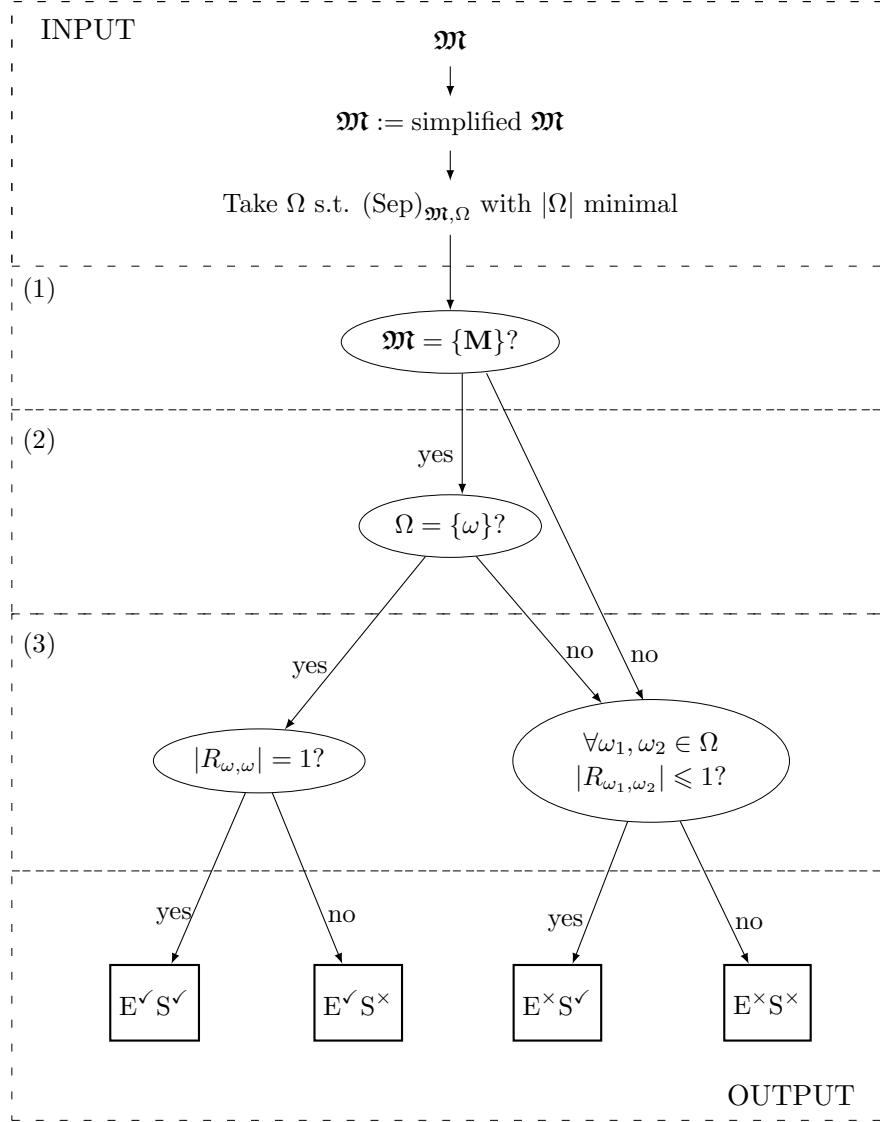 INPUT
𝕸
𝕸 := simplified 𝕸
Take Ω s.t. (Sep)𝕸,Ω with |Ω| minimal
(1)
𝕸 = {𝐌}?
(2)
yes
Ω = {ω}?
(3)
yes
no
no
|Rω,ω| = 1?
∀ω₁, ω₂ ∈ Ω
|Rω₁,ω₂| ⩽ 1?
yes
no
yes
no
E✓S✓
E✓S×
E×S✓
E×S×
OUTPUT